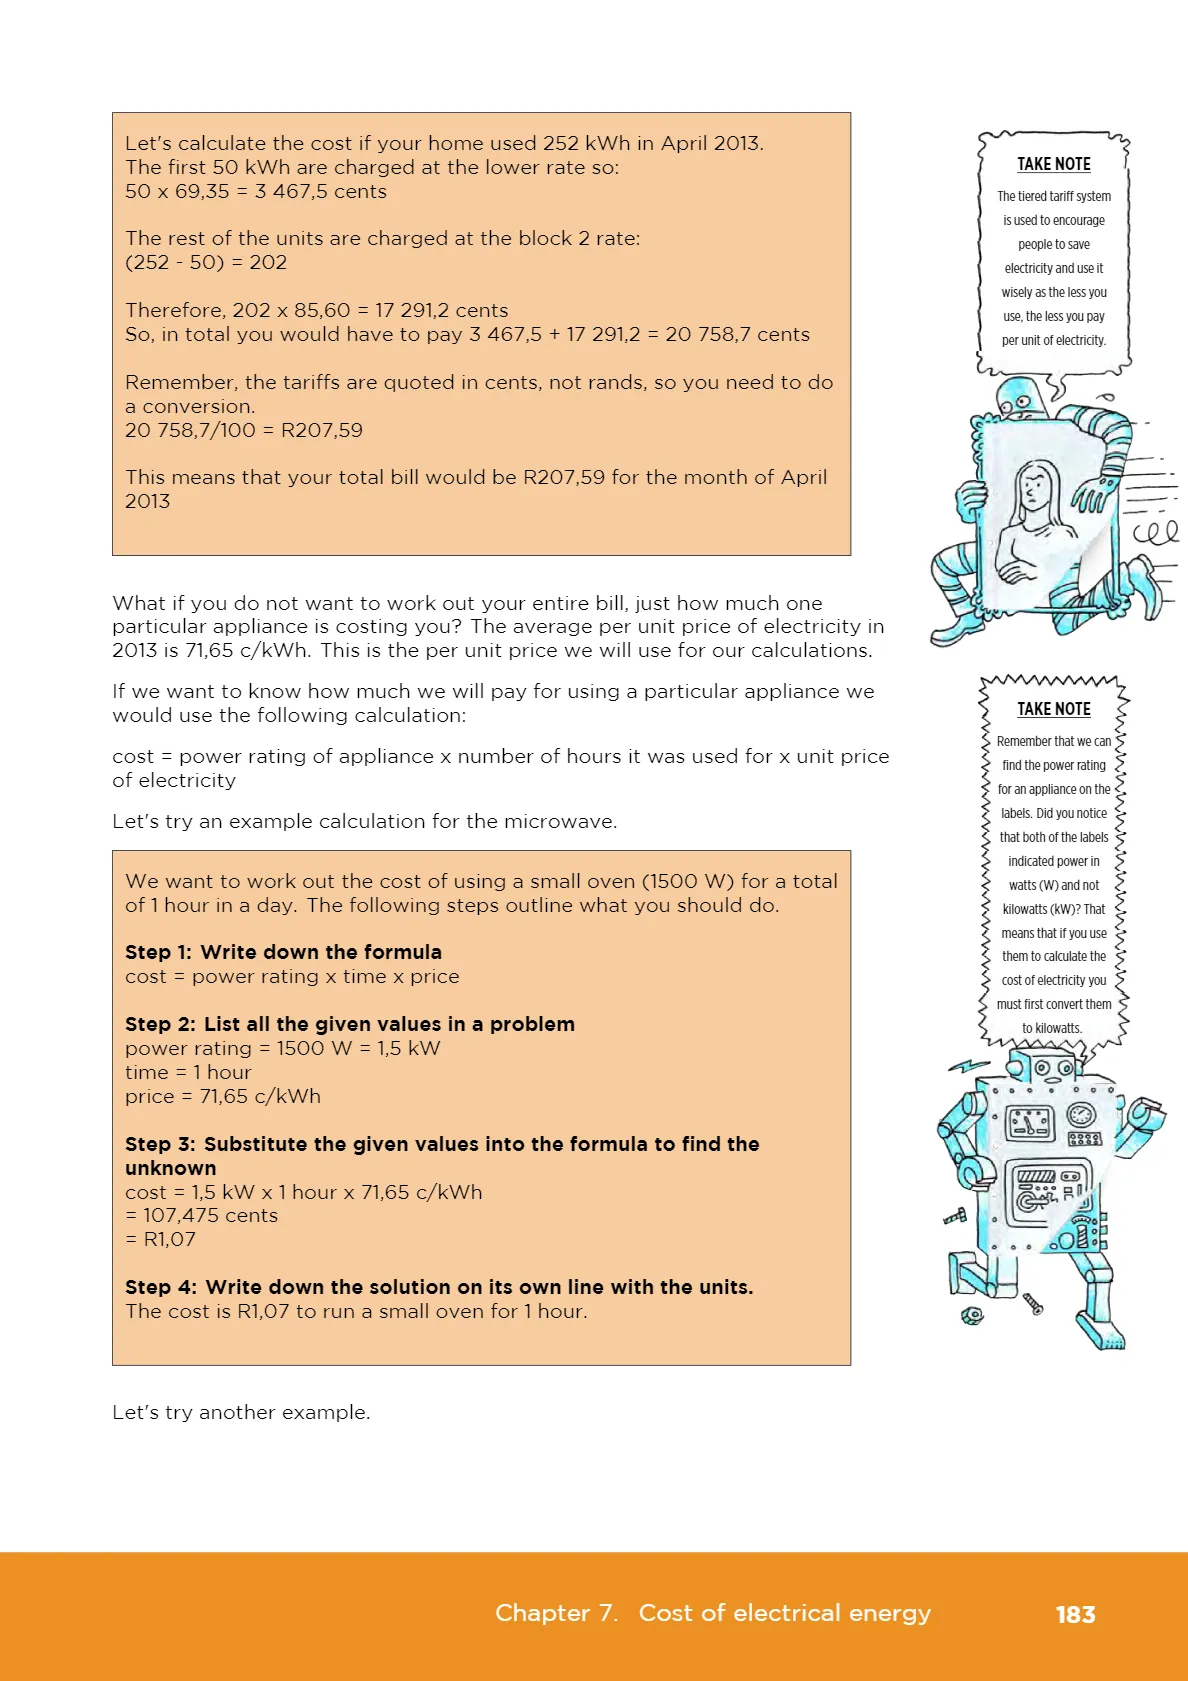 Let's calculate the cost if your home used 252 kWh in April 2013.
The first 50 kWh are charged at the lower rate so:
50 x 69,35 = 3 467,5 cents
The rest of the units are charged at the block 2 rate:
(252 - 50) = 202
Therefore, 202 x 85,60 = 17 291,2 cents
So, in total you would have to pay 3 467,5 + 17 291,2 = 20 758,7 cents
Remember, the tariffs are quoted in cents, not rands, so you need to do
a conversion.
20 758,7/100 = R207,59
This means that your total bill would be R207,59 for the month of April
2013
TAKE NOTE
The tiered tariff system
is used to encourage
people to save
electricity and use it
wisely as the less you
use, the less you pay
per unit of electricity.
What if you do not want to work out your entire bill, just how much one
particular appliance is costing you? The average per unit price of electricity in
2013 is 71,65 c/kWh. This is the per unit price we will use for our calculations.
If we want to know how much we will pay for using a particular appliance we
would use the following calculation:
cost = power rating of appliance x number of hours it was used for x unit price
of electricity
Let's try an example calculation for the microwave.
TAKE NOTE
Remember that we can
find the power rating
for an appliance on the
labels. Did you notice
that both of the labels
indicated power in
watts (W) and not
kilowatts (kW)? That
means that if you use
them to calculate the
cost of electricity you
must first convert them
to kilowatts.
We want to work out the cost of using a small oven (1500 W) for a total
of 1 hour in a day. The following steps outline what you should do.
Step 1: Write down the formula
cost = power rating x time x price
Step 2: List all the given values in a problem
power rating = 1500 W = 1,5 kW
time = 1 hour
price = 71,65 c/kWh
Step 3: Substitute the given values into the formula to find the
unknown
cost = 1,5 kW x 1 hour x 71,65 c/kWh
= 107,475 cents
= R1,07
Step 4: Write down the solution on its own line with the units.
The cost is R1,07 to run a small oven for 1 hour.
Let's try another example.
Chapter 7. Cost of electrical energy 183